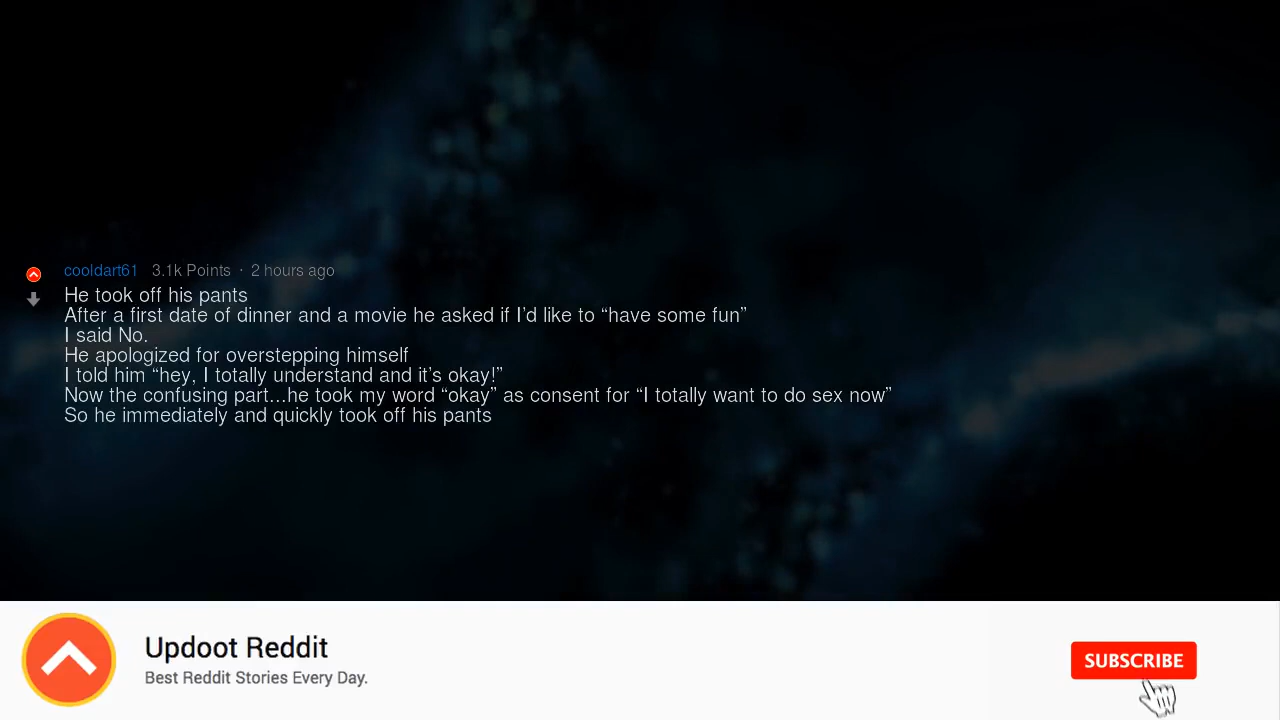 cooldart61 3.1k Points · 2 hours ago
He took off his pants
After a first date of dinner and a movie he asked if I’d like to “have some fun”
I said No.
He apologized for overstepping himself
I told him “hey, I totally understand and it’s okay!”
Now the confusing part...he took my word “okay” as consent for “I totally want to do sex now”
So he immediately and quickly took off his pants
Updoot Reddit
Best Reddit Stories Every Day.
SUBSCRIBE